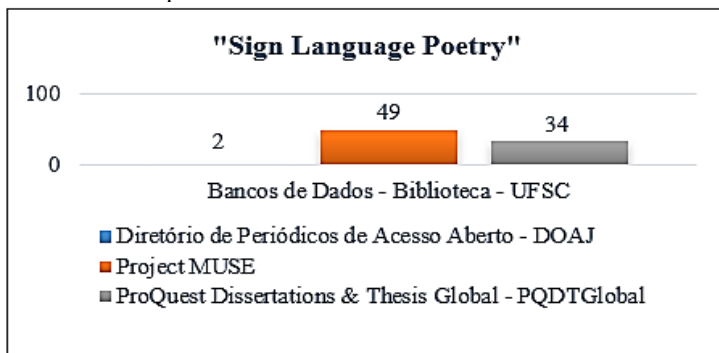 "Sign Language Poetry"
100
49
34
2
0
Bancos de Dados - Biblioteca - UFSC
Diretório de Periódicos de Acesso Aberto - DOAJ
Project MUSE
ProQuest Dissertations & Thesis Global - PQDTGlobal